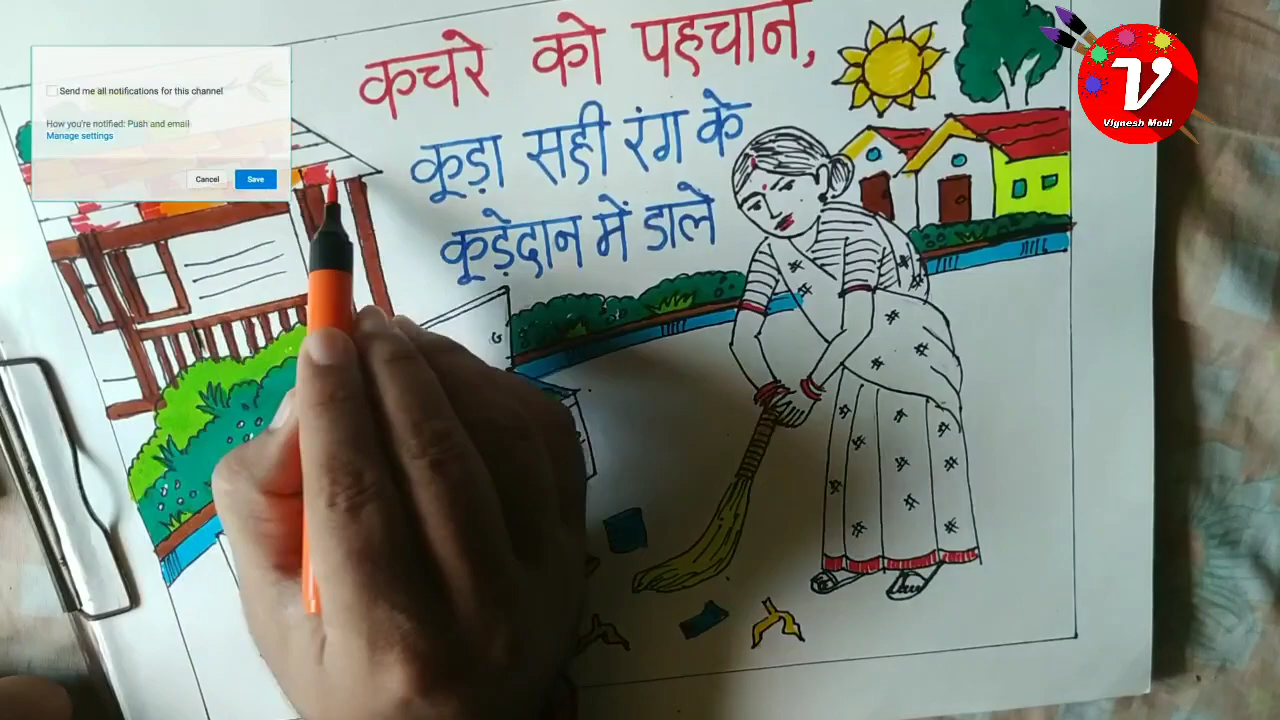 कचरे को पहचान,
कूड़ा सही रंग के
कूड़ेदान में डाले
Send me all notifications for this channel
How you're notified: Push and email
Manage settings
Cancel
Save
V
Vignesh Modi